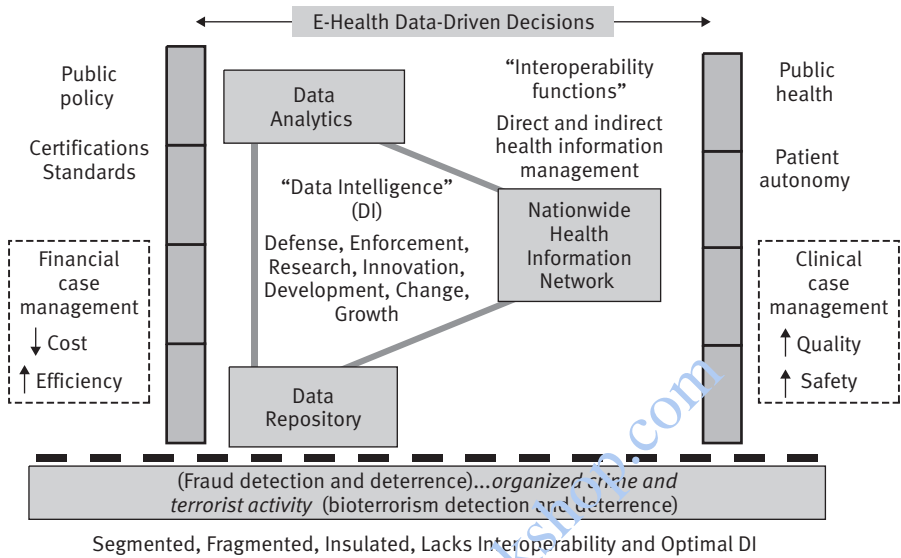 E-Health Data-Driven Decisions
Public
policy
Certifications
Standards
Financial
case
management
↓ Cost
↑ Efficiency
Data
Analytics
"Data Intelligence"
(DI)
Defense, Enforcement,
Research, Innovation,
Development, Change,
Growth
Data
Repository
"Interoperability
functions"
Direct and indirect
health information
management
Nationwide
Health
Information
Network
Public
health
Patient
autonomy
Clinical
case
management
↑ Quality
↑ Safety
(Fraud detection and deterrence)...organized crime and
terrorist activity (bioterrorism detection and deterrence)
Segmented, Fragmented, Insulated, Lacks Interoperability and Optimal DI
kshop.com